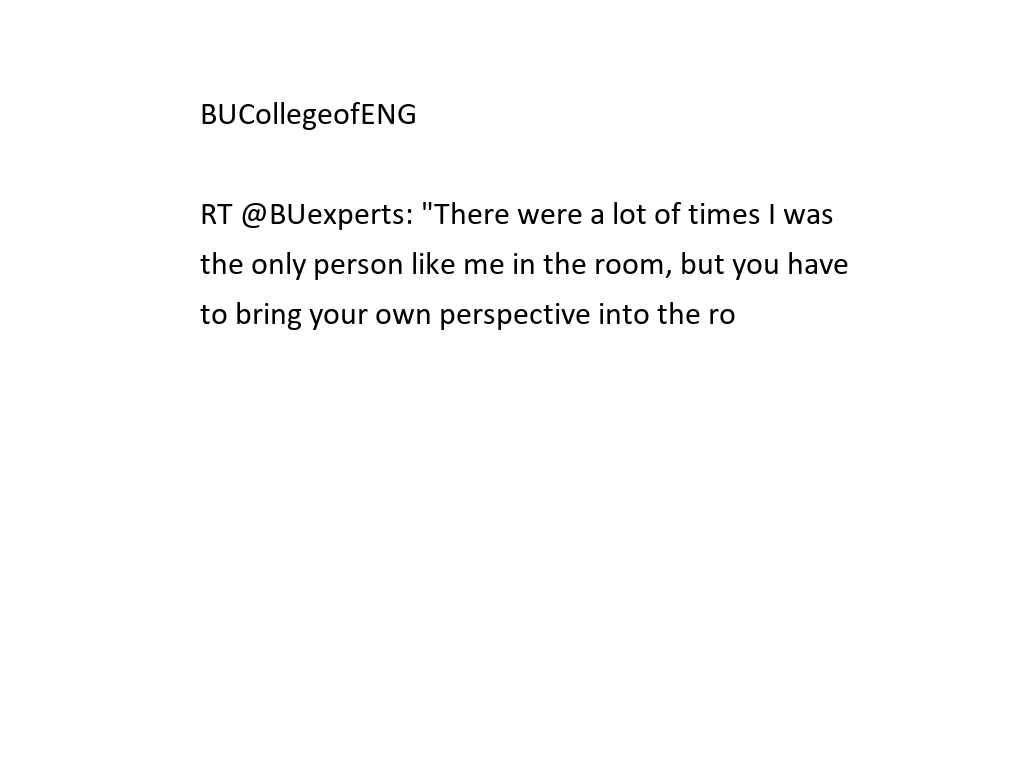 BUCollegeofENG
RT @BUexperts: "There were a lot of times I was
the only person like me in the room, but you have
to bring your own perspective into the ro